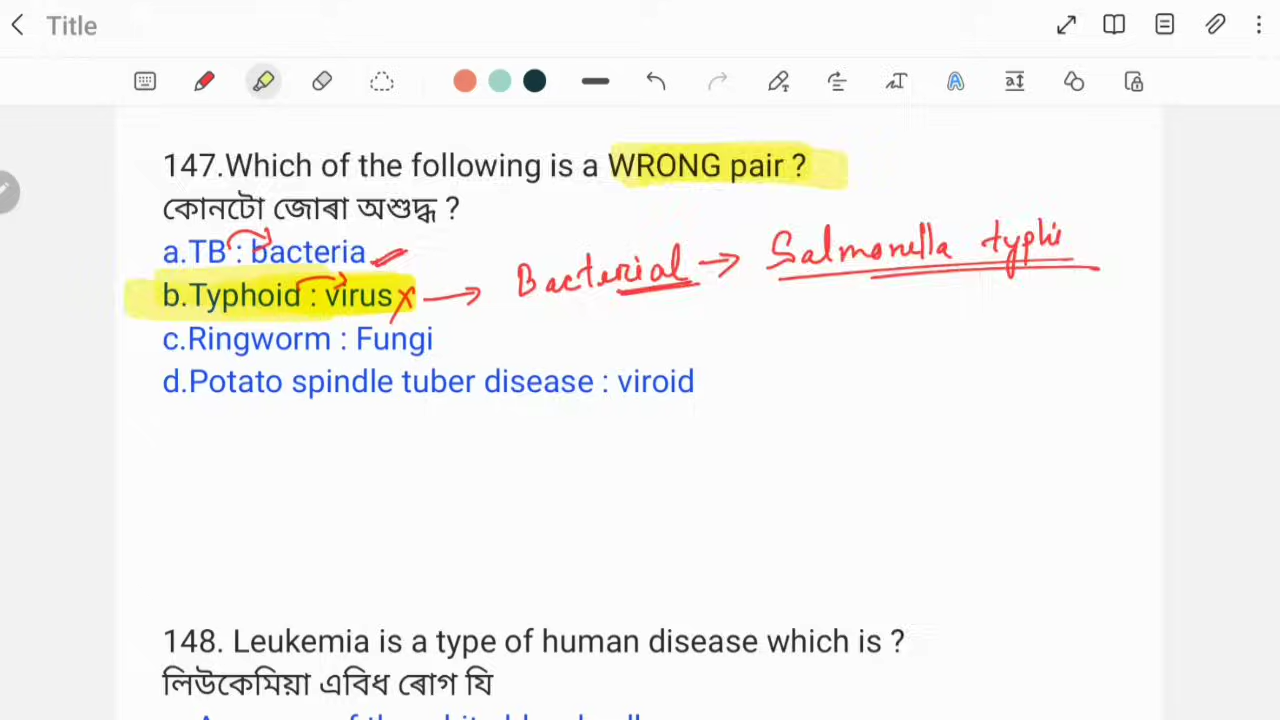 Title
147.Which of the following is a WRONG pair ?
কোনটো জোৰা অশুদ্ধ ?
a.TB : bacteria
b.Typhoid : virus x → Bacterial → Salmonella typhi
c.Ringworm : Fungi
d.Potato spindle tuber disease : viroid
148. Leukemia is a type of human disease which is ?
লিউকেমিয়া এবিধ ৰোগ যি